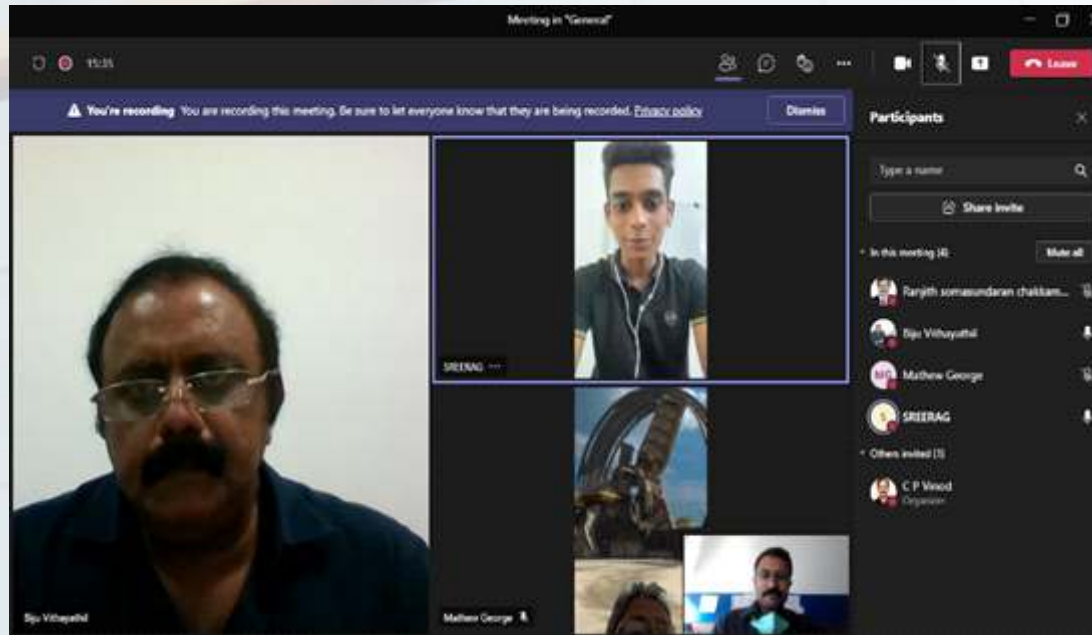 Meeting in "General"
15:35
Leave
You're recording You are recording this meeting. Be sure to let everyone know that they are being recorded. Privacy policy
Dismiss
Participants
Type a name
Share invite
In this meeting (4)
Mute all
Ranjith somasundaran chakkam...
Biju Vithayathil
MG
Mathew George
S
SREERAG
Others invited (1)
C P Vinod
Organizer
SREERAG ...
Biju Vithayathil
Mathew George